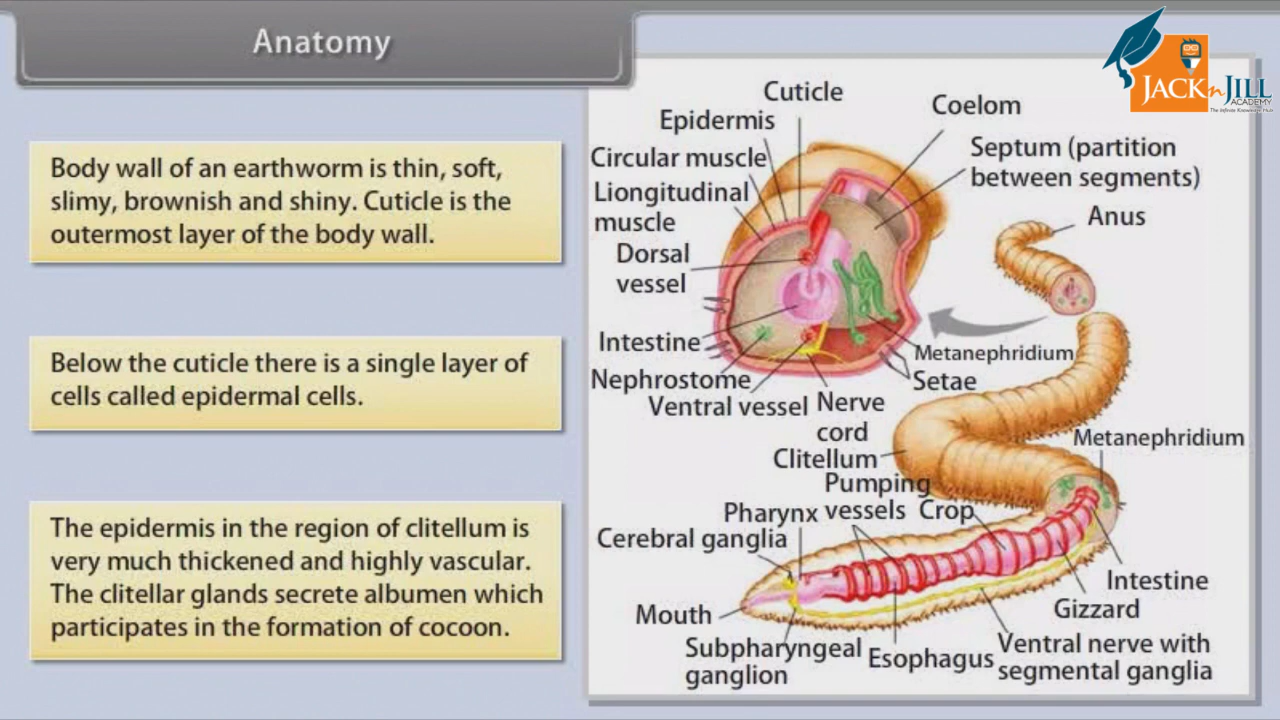 Anatomy
JACK n JILL
ACADEMY
The Infinite Knowledge Hub
Body wall of an earthworm is thin, soft,
slimy, brownish and shiny. Cuticle is the
outermost layer of the body wall.
Below the cuticle there is a single layer of
cells called epidermal cells.
The epidermis in the region of clitellum is
very much thickened and highly vascular.
The clitellar glands secrete albumen which
participates in the formation of cocoon.
Cuticle
Epidermis
Circular muscle
Liongitudinal
muscle
Dorsal
vessel
Intestine
Nephrostome
Ventral vessel
Nerve
cord
Coelom
Septum (partition
between segments)
Anus
Metanephridium
Setae
Clitellum
Metanephridium
Pumping
vessels
Pharynx
Crop
Cerebral ganglia
Mouth
Subpharyngeal
ganglion
Esophagus
Intestine
Gizzard
Ventral nerve with
segmental ganglia